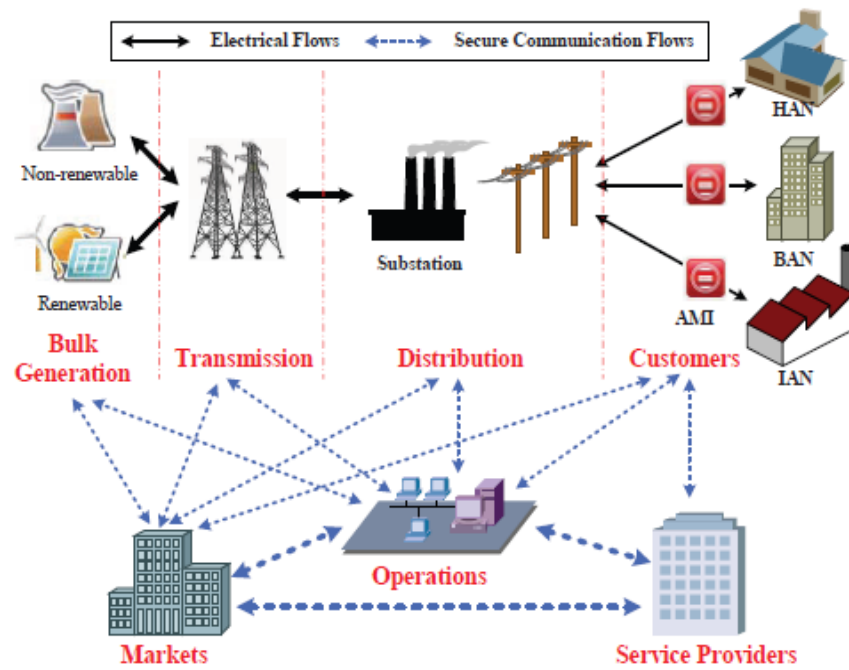 Electrical Flows
Secure Communication Flows
Non-renewable
Renewable
Substation
HAN
BAN
AMI
IAN
Bulk
Generation
Transmission
Distribution
Customers
Operations
Markets
Service Providers